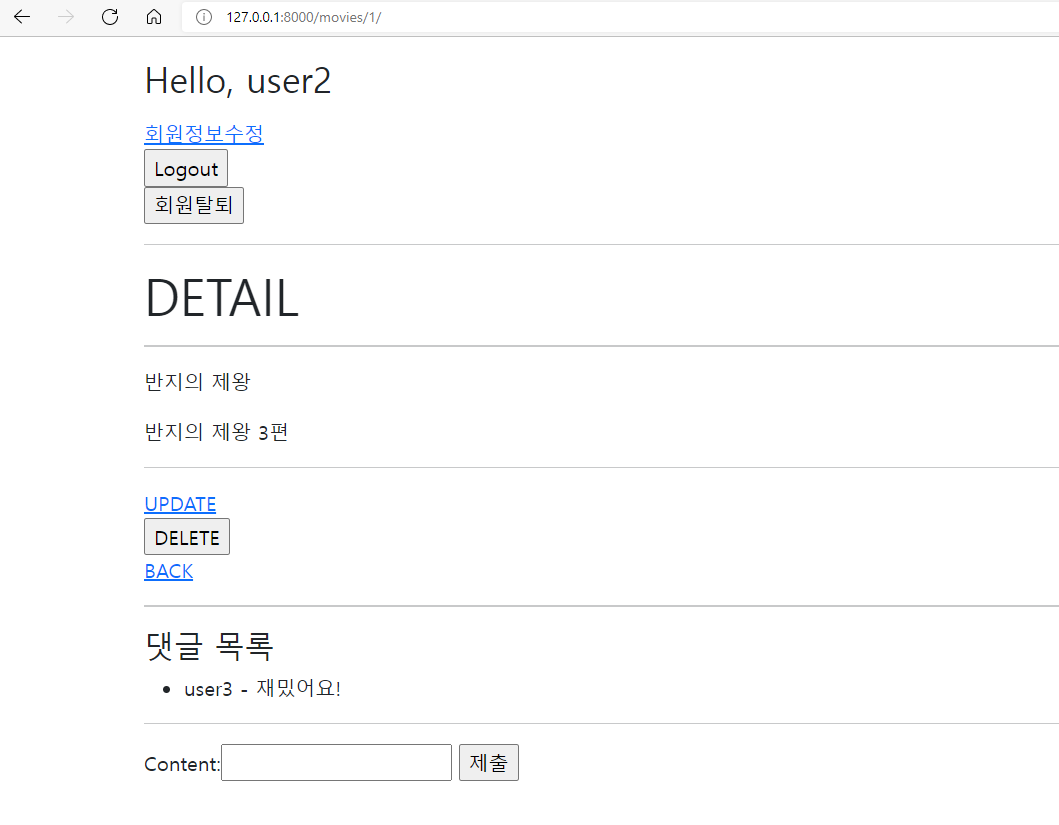 127.0.0.1:8000/movies/1/
Hello, user2
회원정보수정
Logout
회원탈퇴
DETAIL
반지의 제왕
반지의 제왕 3편
UPDATE
DELETE
BACK
댓글 목록
user3 - 재밌어요!
Content: 제출